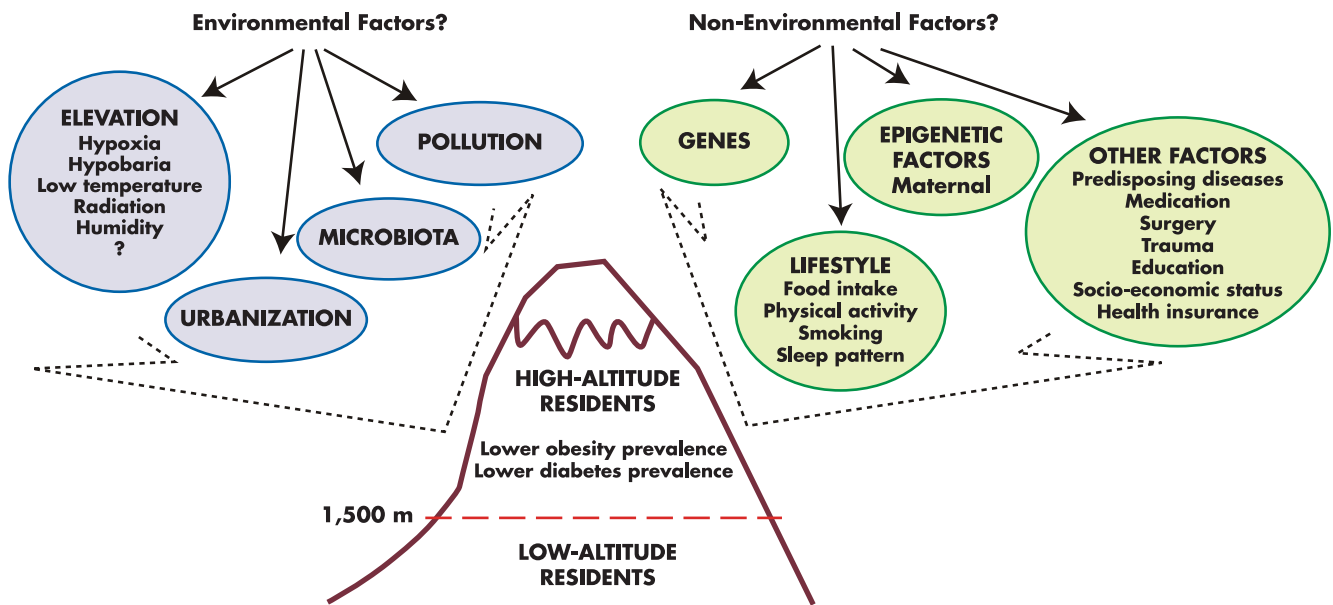 Environmental Factors?
ELEVATION
Hypoxia
Hypobaria
Low temperature
Radiation
Humidity
?
URBANIZATION
MICROBIOTA
POLLUTION
Non-Environmental Factors?
GENES
LIFESTYLE
Food intake
Physical activity
Smoking
Sleep pattern
EPIGENETIC
FACTORS
Maternal
OTHER FACTORS
Predisposing diseases
Medication
Surgery
Trauma
Education
Socio-economic status
Health insurance
HIGH-ALTITUDE
RESIDENTS
Lower obesity prevalence
Lower diabetes prevalence
1,500 m
LOW-ALTITUDE
RESIDENTS